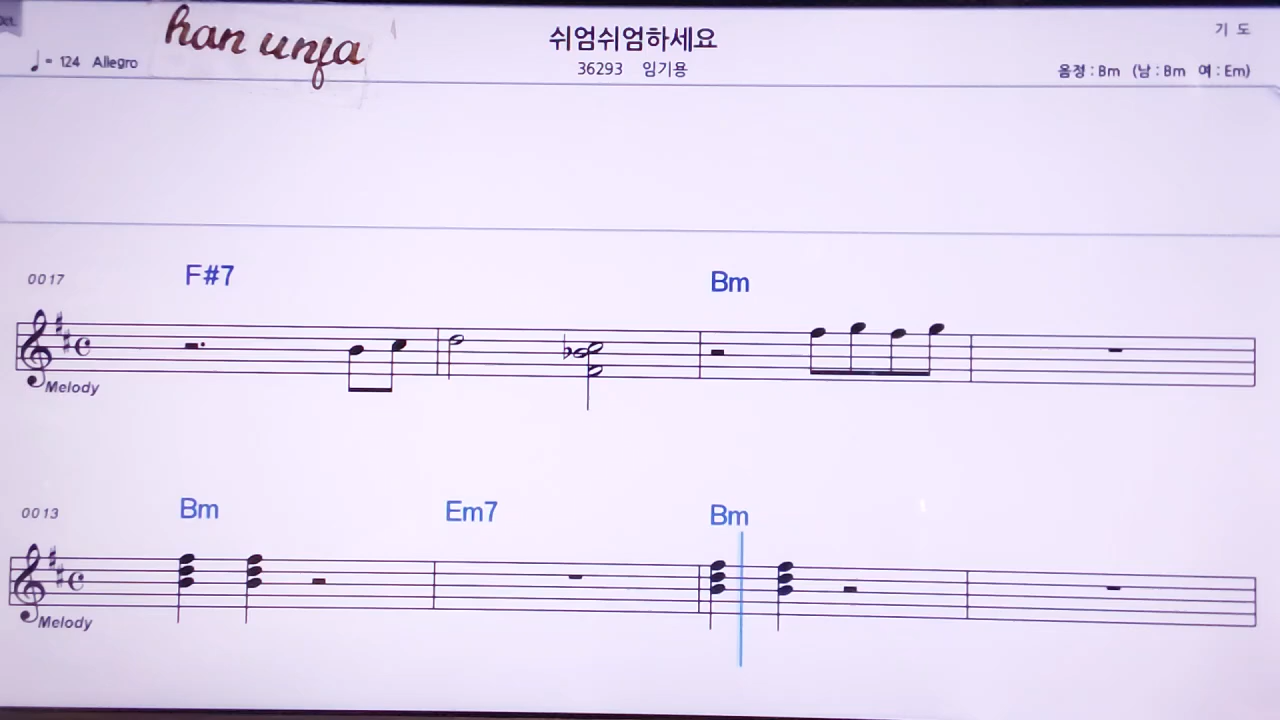 han unfa
쉬엄쉬엄하세요
기 도
♩= 124 Allegro
36293 임기용
음정 : Bm (남 : Bm 여 : Em)
0017 F#7 Bm
Melody
0013 Bm Em7 Bm
Melody